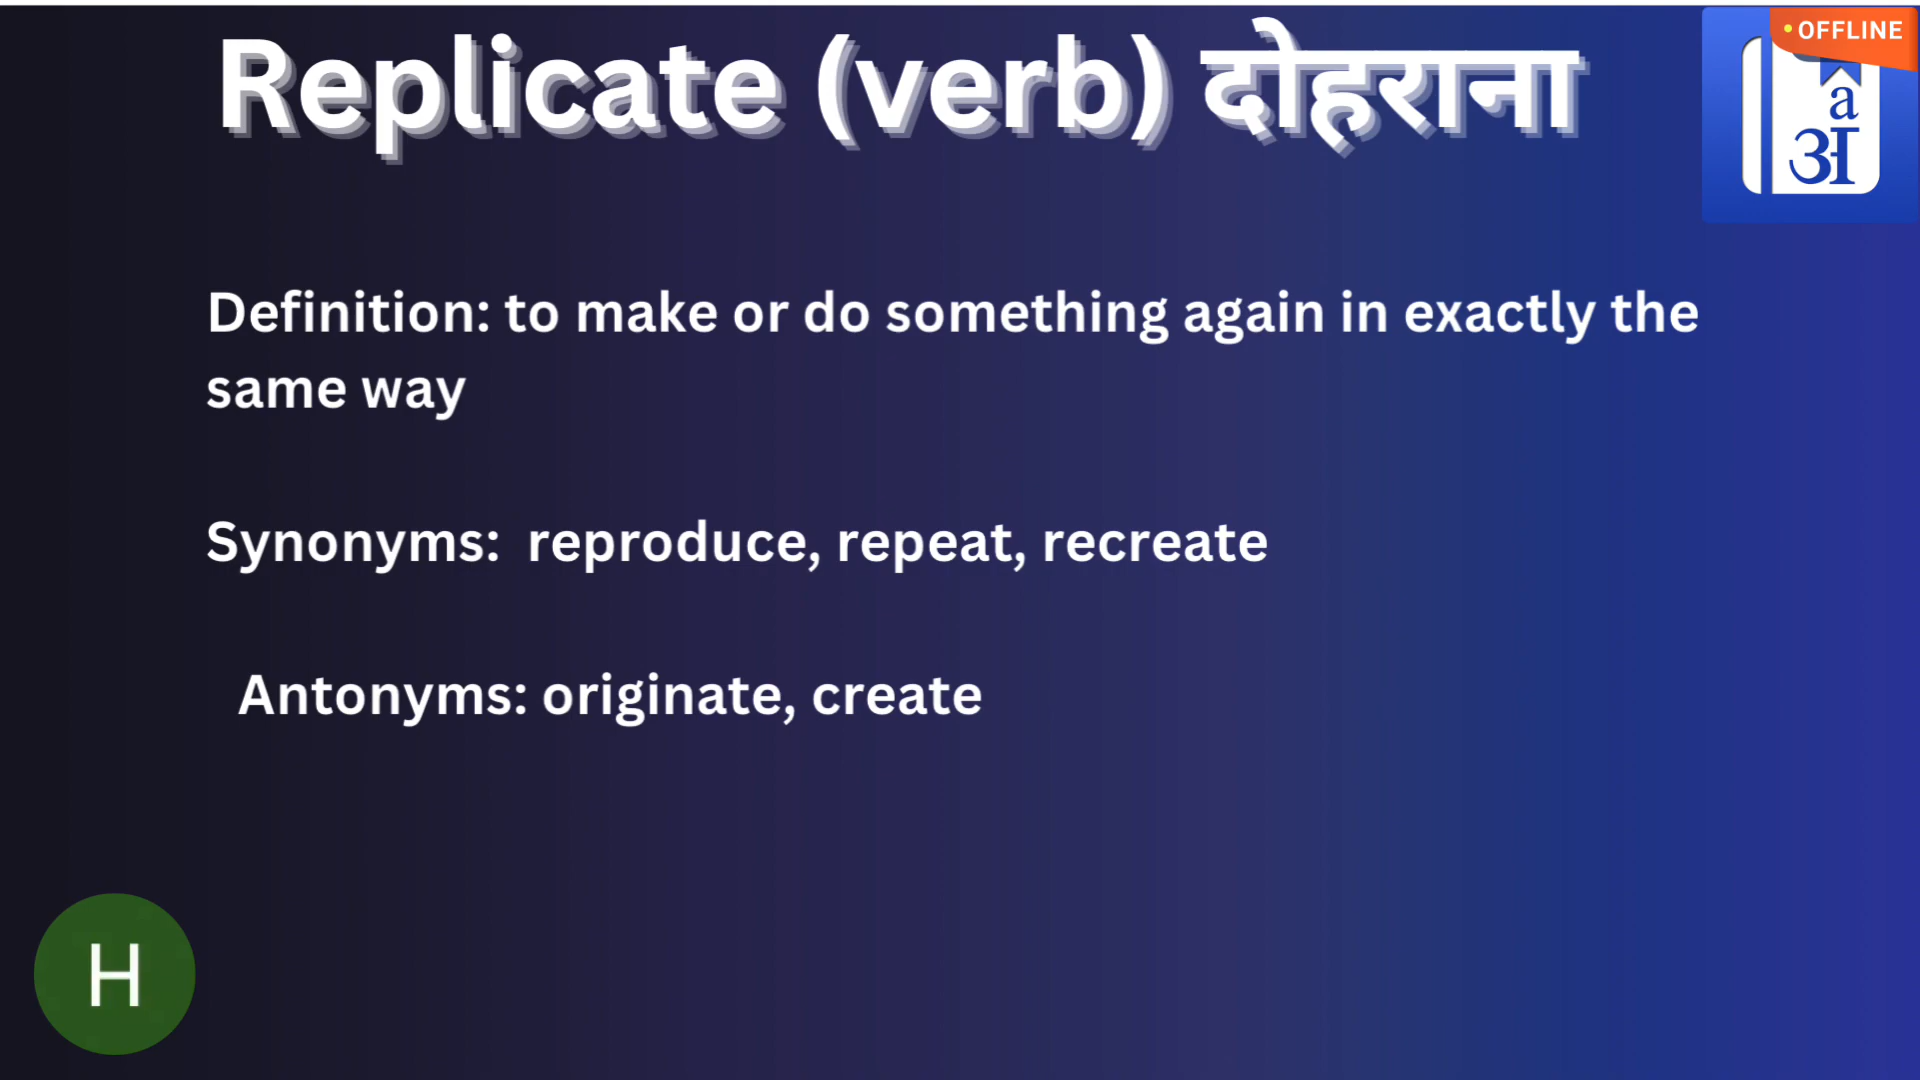 Replicate (verb) दोहराना
• OFFLINE
a
अ
Definition: to make or do something again in exactly the
same way
Synonyms: reproduce, repeat, recreate
Antonyms: originate, create
H